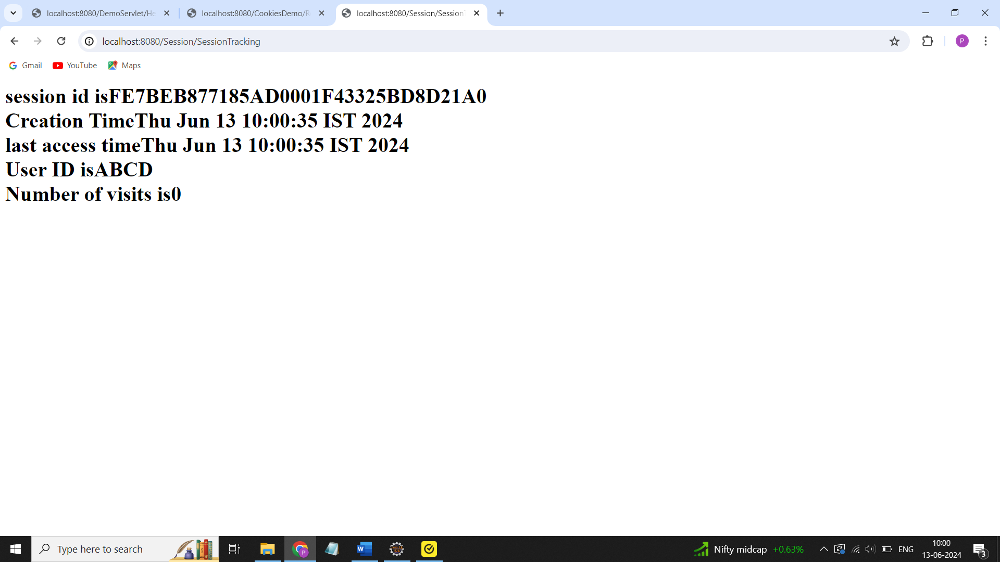 localhost:8080/DemoServlet/He
localhost:8080/CookiesDemo/R
localhost:8080/Session/Session
localhost:8080/Session/SessionTracking
P
Gmail
YouTube
Maps
session id isFE7BEB877185AD0001F43325BD8D21A0
Creation TimeThu Jun 13 10:00:35 IST 2024
last access timeThu Jun 13 10:00:35 IST 2024
User ID isABCD
Number of visits is0
Type here to search
P
W
Nifty midcap +0.63%
ENG
10:00
13-06-2024
3